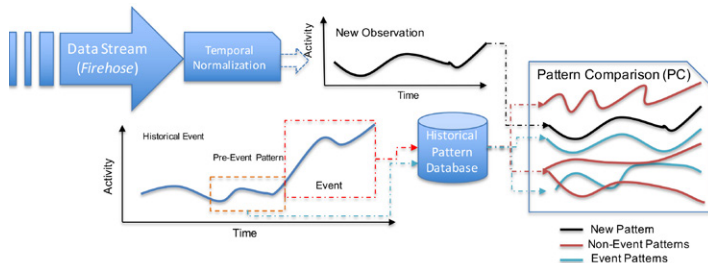 Data Stream
(Firehose)
Temporal
Normalization
Activity
New Observation
Time
Pattern Comparison (PC)
Historical Event
Pre-Event Pattern
Event
Activity
Time
Historical
Pattern
Database
New Pattern
Non-Event Patterns
Event Patterns